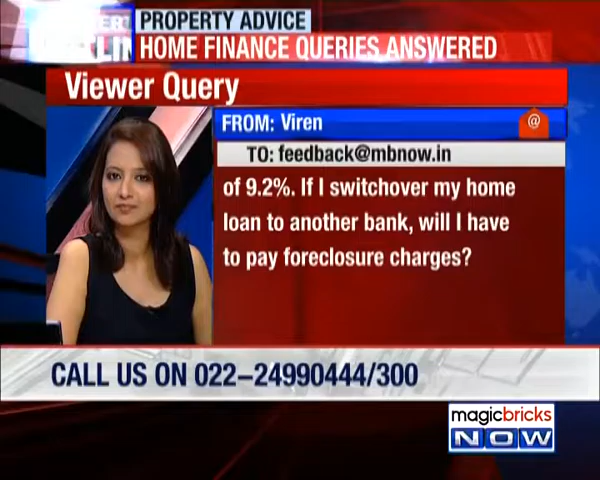 PROPERTY ADVICE
HOME FINANCE QUERIES ANSWERED
Viewer Query
FROM: Viren
@
TO: feedback@mbnow.in
of 9.2%. If I switchover my home
loan to another bank, will I have
to pay foreclosure charges?
CALL US ON 022–24990444/300
magicbricks
NOW